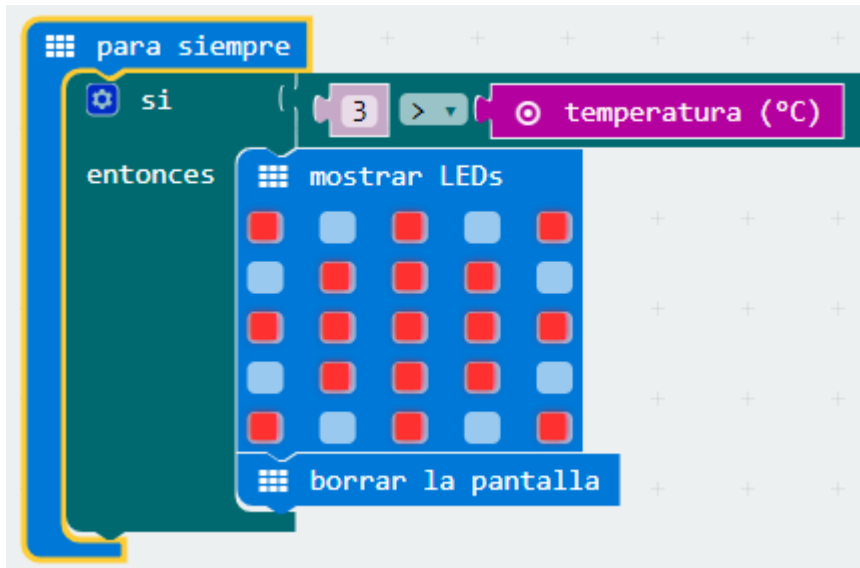 para siempre
si 3 > temperatura (°C)
entonces mostrar LEDs
borrar la pantalla